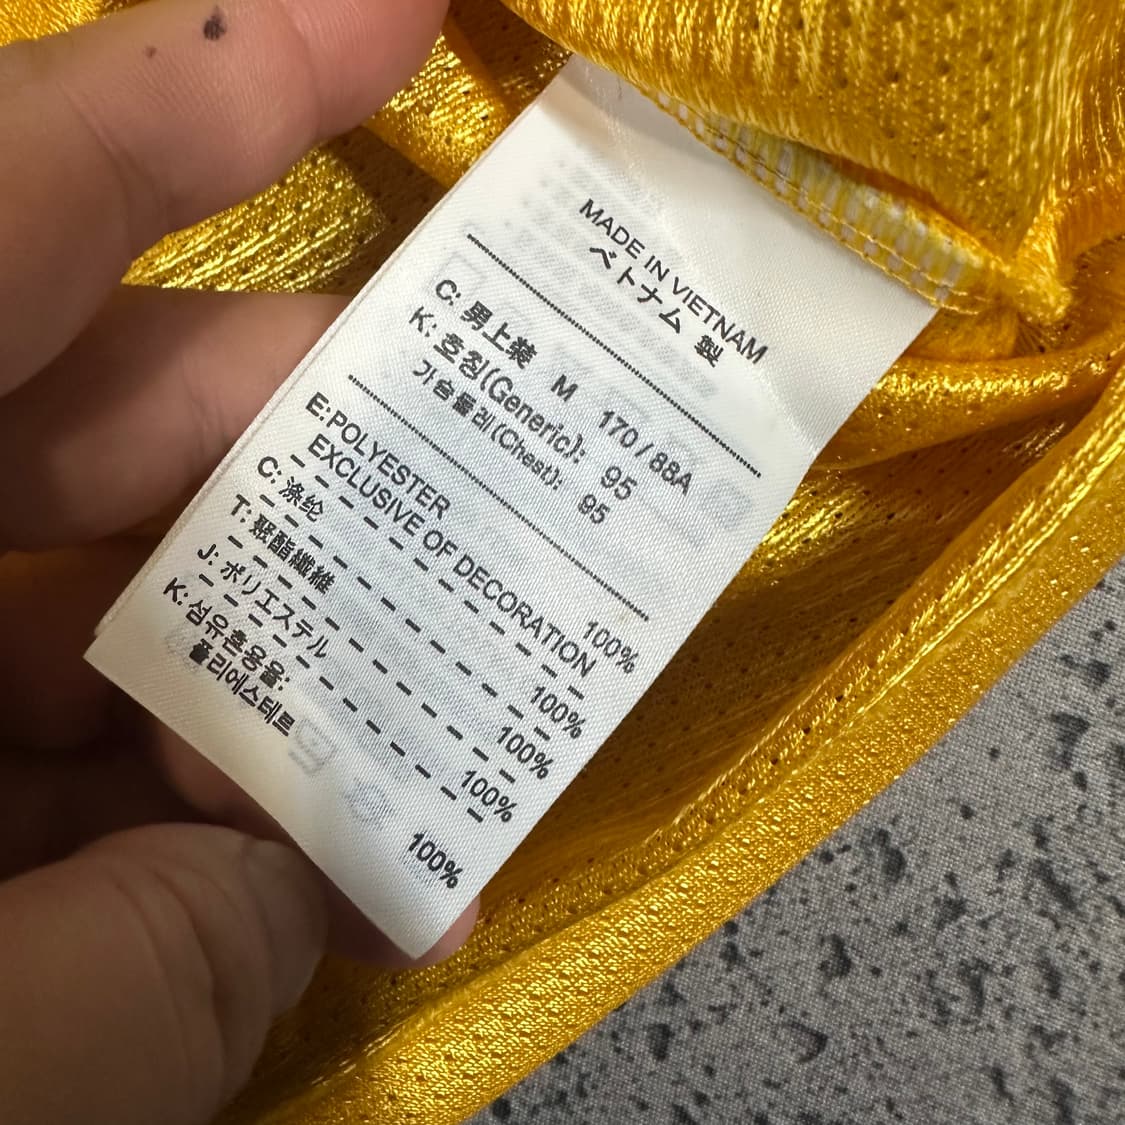 MADE IN VIETNAM
ベトナム 製
C: 男上装 M 170 / 88A
K: 호칭(Generic): 95
가슴둘레(Chest): 95
E:POLYESTER
EXCLUSIVE OF DECORATION 100%
C: 涤纶 100%
T: 聚酯纖維 100%
J: ポリエステル 100%
K: 섬유혼용율:
폴리에스테르 100%